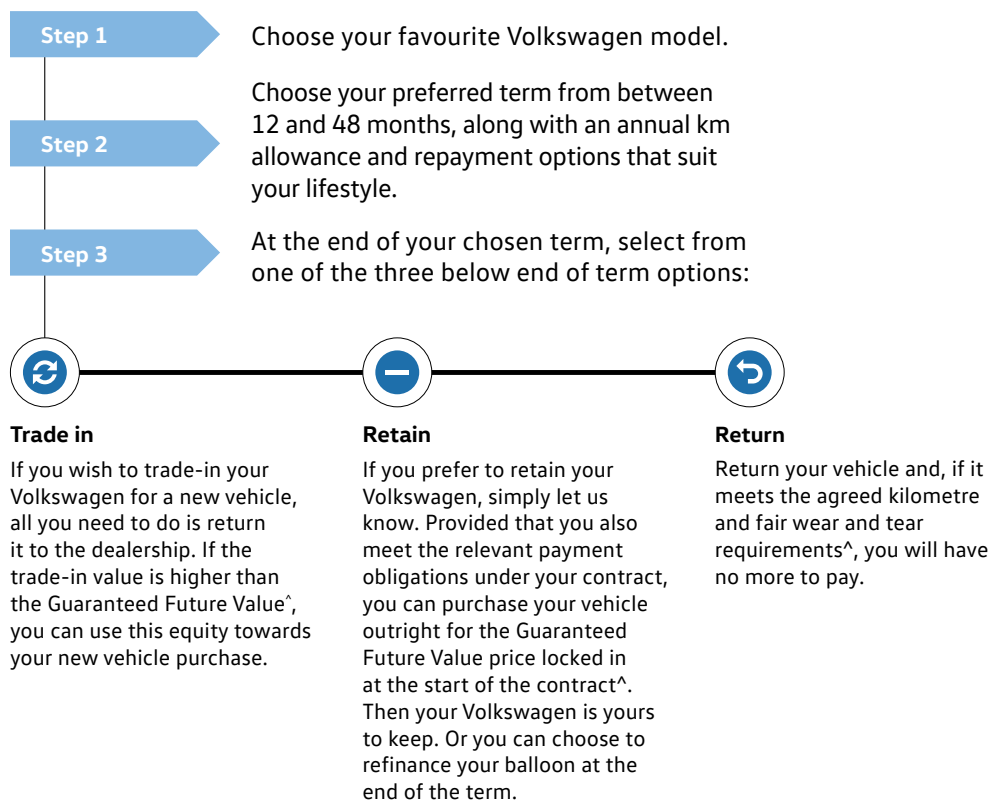 Step 1
Choose your favourite Volkswagen model.
Step 2
Choose your preferred term from between
12 and 48 months, along with an annual km
allowance and repayment options that suit
your lifestyle.
Step 3
At the end of your chosen term, select from
one of the three below end of term options:
Trade in
If you wish to trade-in your
Volkswagen for a new vehicle,
all you need to do is return
it to the dealership. If the
trade-in value is higher than
the Guaranteed Future Value^,
you can use this equity towards
your new vehicle purchase.
Retain
If you prefer to retain your
Volkswagen, simply let us
know. Provided that you also
meet the relevant payment
obligations under your contract,
you can purchase your vehicle
outright for the Guaranteed
Future Value price locked in
at the start of the contract^.
Then your Volkswagen is yours
to keep. Or you can choose to
refinance your balloon at the
end of the term.
Return
Return your vehicle and, if it
meets the agreed kilometre
and fair wear and tear
requirements^, you will have
no more to pay.